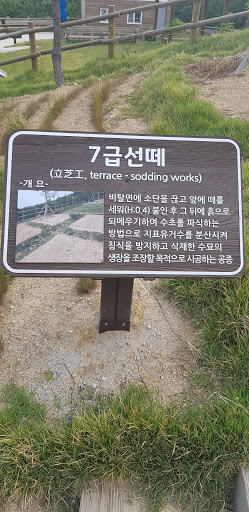 7급선떼
(立芝工, terrace - sodding works)
-개 요-
비탈면에 소단을 끊고 앞에 떼를
세워(H:0.4) 붙인 후 그 뒤에 흙으로
되메우기하여 수초를 파식하는
방법으로 지표유거수를 분산시켜
침식을 방지하고 식재한 수묘의
생장을 조장할 목적으로 시공하는 공종